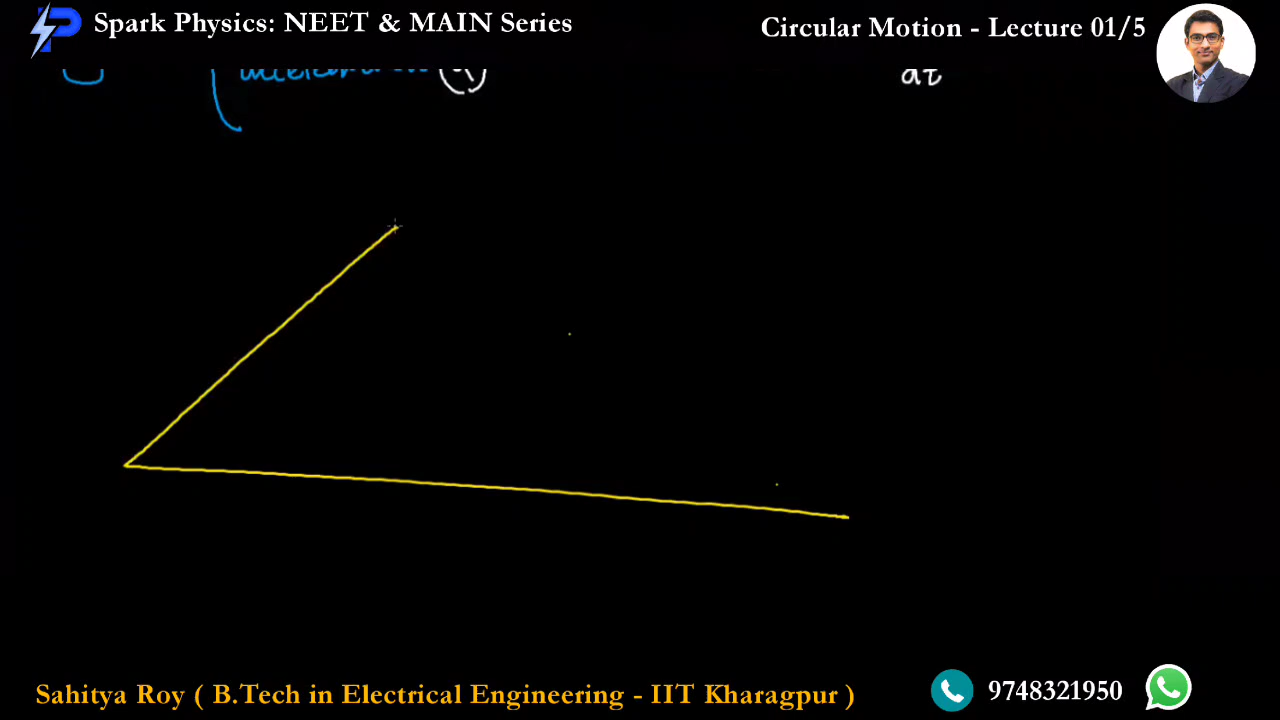 Spark Physics: NEET & MAIN Series
Circular Motion - Lecture 01/5
Sahitya Roy ( B.Tech in Electrical Engineering - IIT Kharagpur )
9748321950